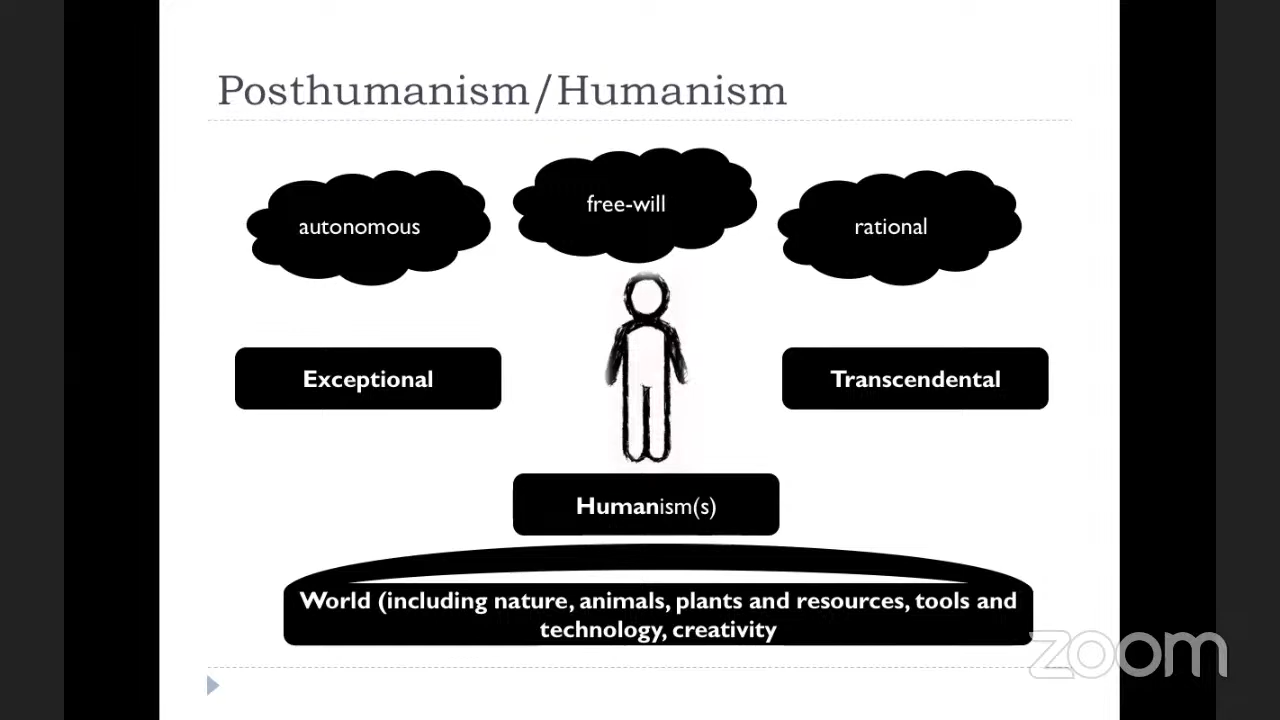 Posthumanism/Humanism
autonomous
free-will
rational
Exceptional
Transcendental
Humanism(s)
World (including nature, animals, plants and resources, tools and
technology, creativity
zoom